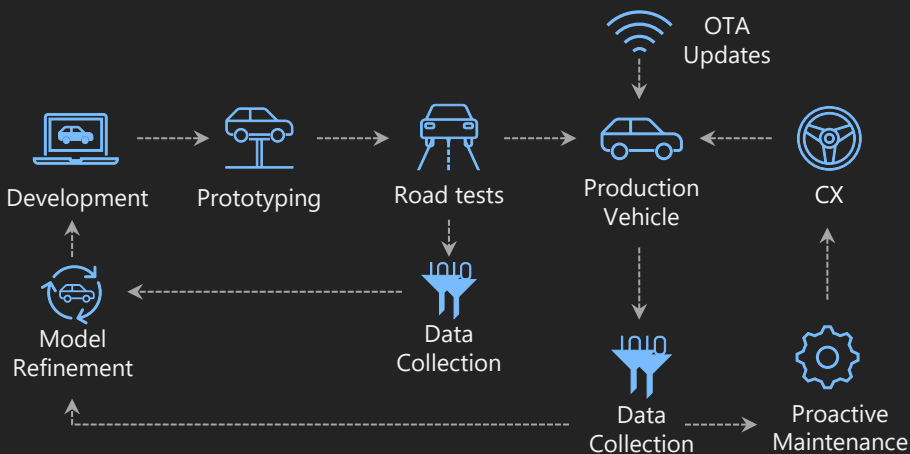 OTA
Updates
Development
Prototyping
Road tests
Production
Vehicle
CX
1010
Data
Collection
Model
Refinement
1010
Data
Collection
Proactive
Maintenance